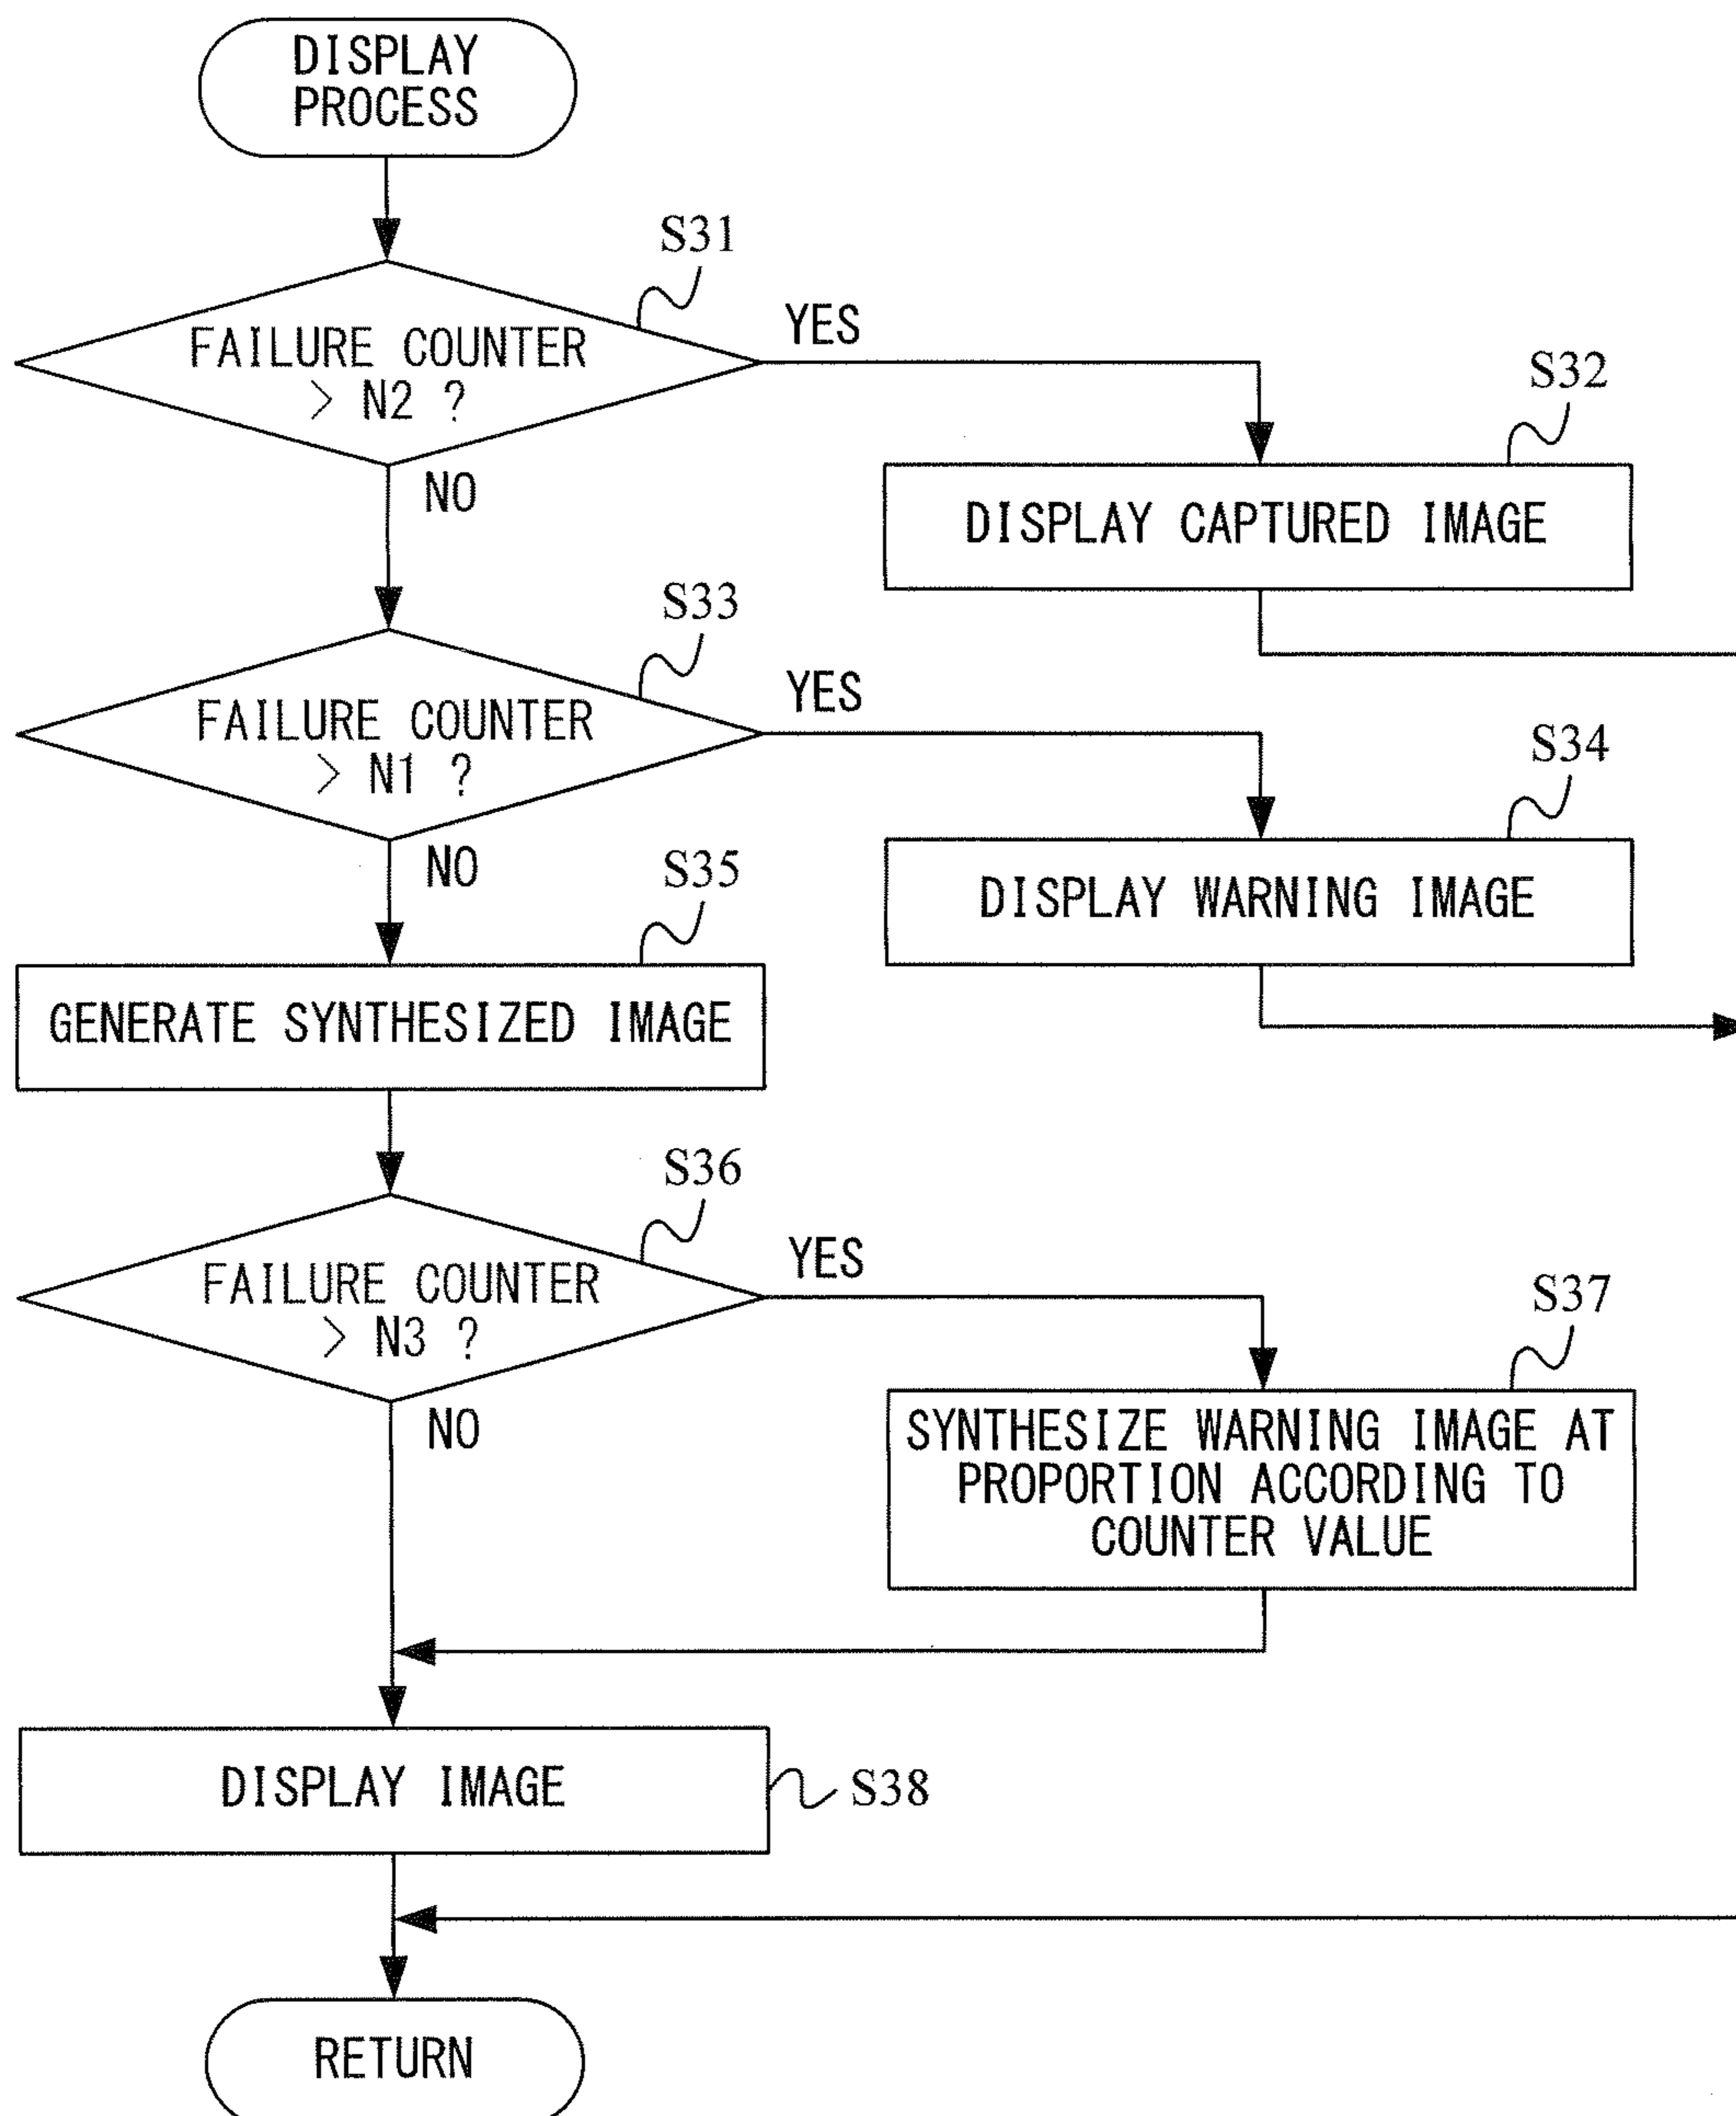 DISPLAY
PROCESS
S31
FAILURE COUNTER
> N2 ?
YES
NO
S32
DISPLAY CAPTURED IMAGE
S33
FAILURE COUNTER
> N1 ?
YES
NO
S34
DISPLAY WARNING IMAGE
S35
GENERATE SYNTHESIZED IMAGE
S36
FAILURE COUNTER
> N3 ?
YES
NO
S37
SYNTHESIZE WARNING IMAGE AT
PROPORTION ACCORDING TO
COUNTER VALUE
DISPLAY IMAGE
S38
RETURN